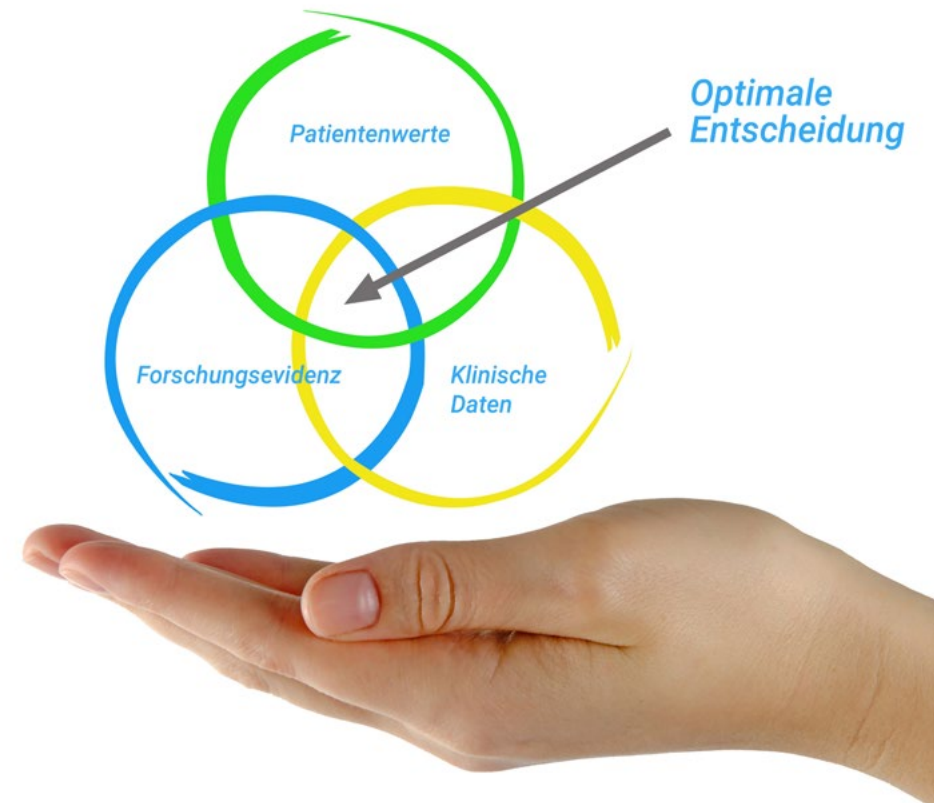 Patientenwerte
Optimale
Entscheidung
Forschungsevidenz
Klinische
Daten